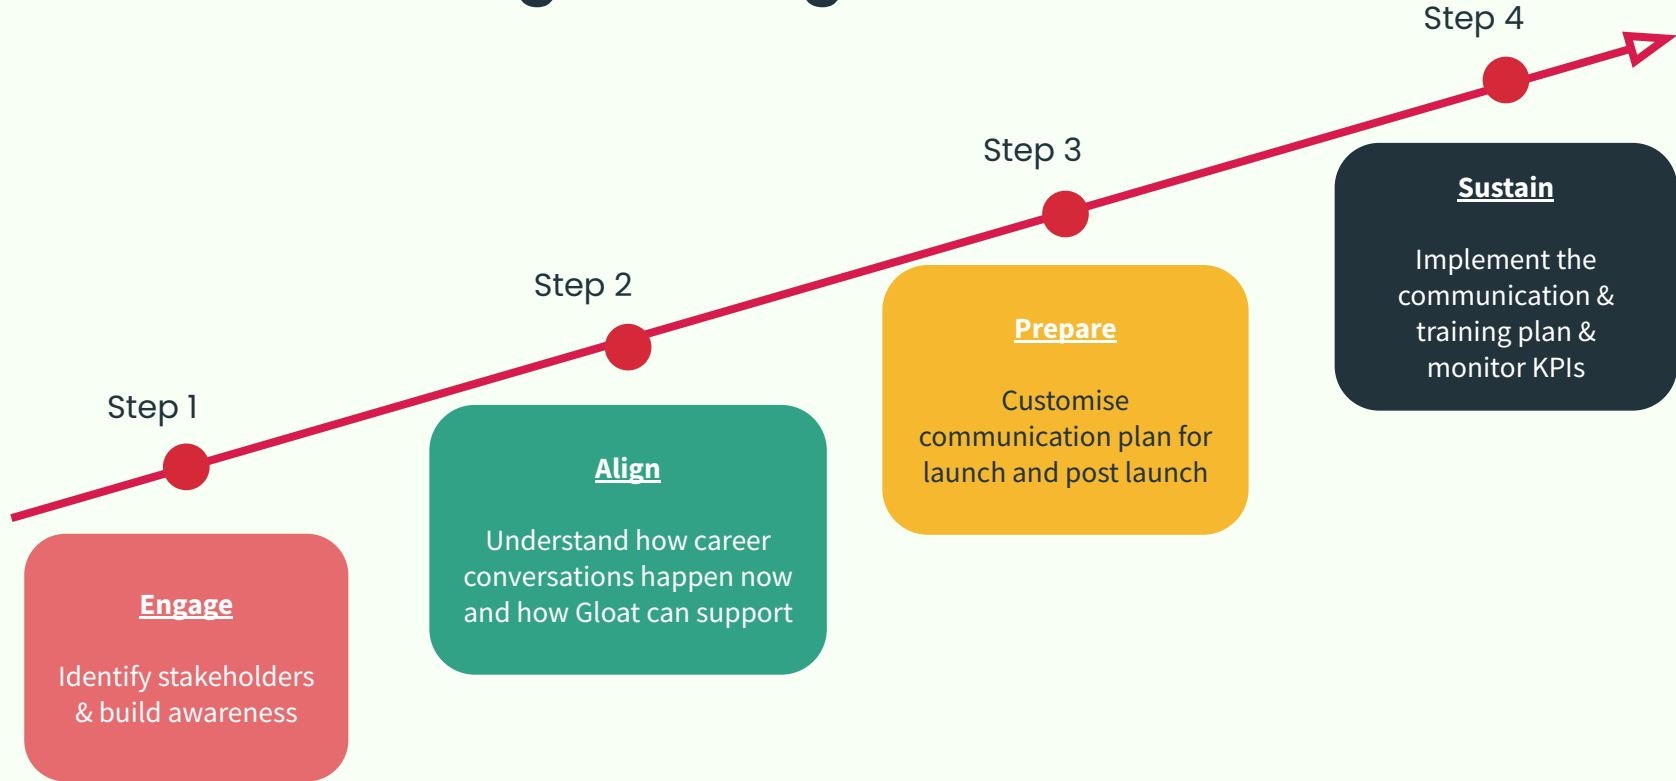 Step 1
Engage
Identify stakeholders
& build awareness
Step 2
Align
Understand how career
conversations happen now
and how Gloat can support
Step 3
Prepare
Customise
communication plan for
launch and post launch
Step 4
Sustain
Implement the
communication &
training plan &
monitor KPIs